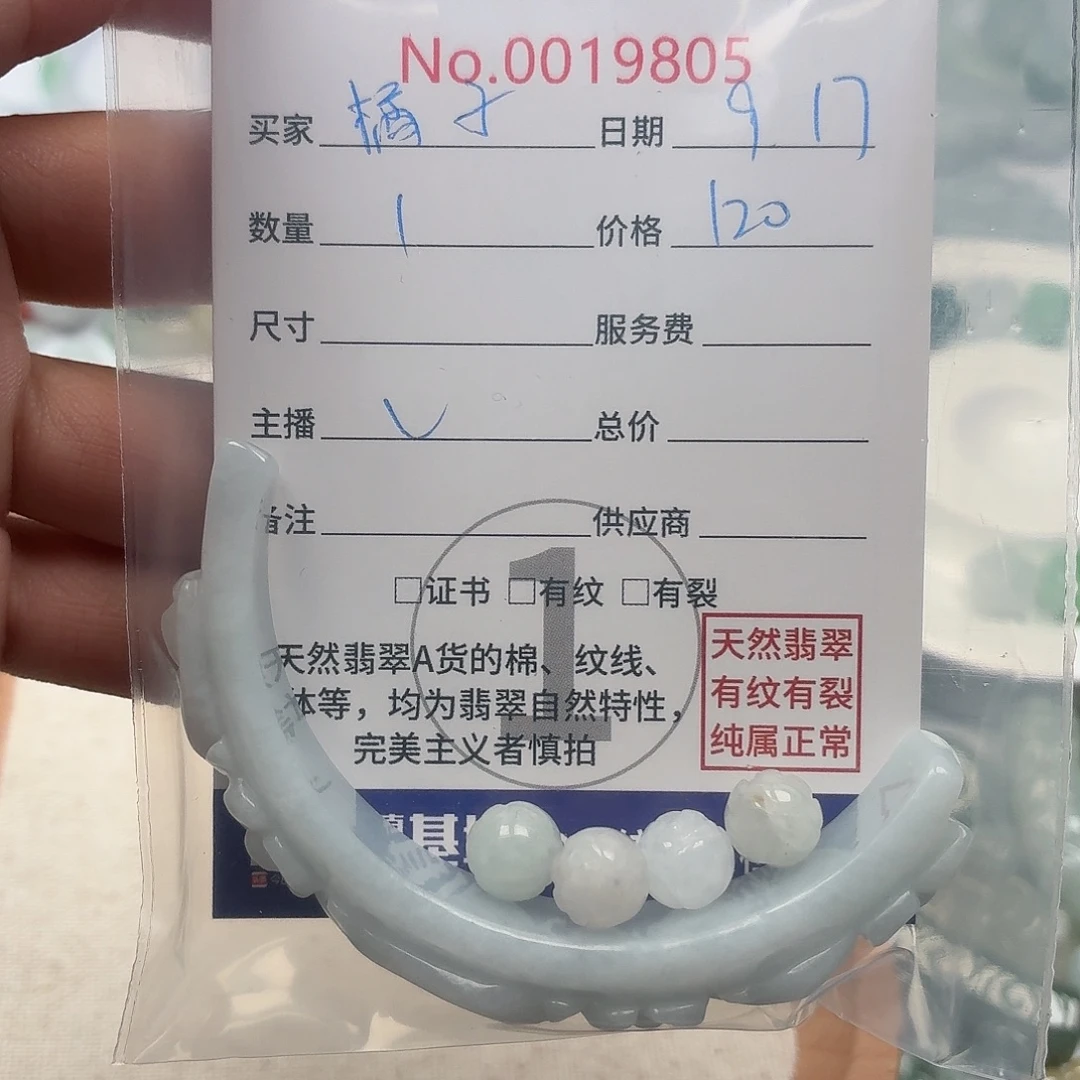 No.0019805
买家 橘子 日期 9 17
数量 1 价格 120
尺寸 服务费
主播 总价
备注 供应商
1
□证书 □有纹 □有裂
天然翡翠A货的棉、纹线、
体等，均为翡翠自然特性，
完美主义者慎拍
天然翡翠
有纹有裂
纯属正常